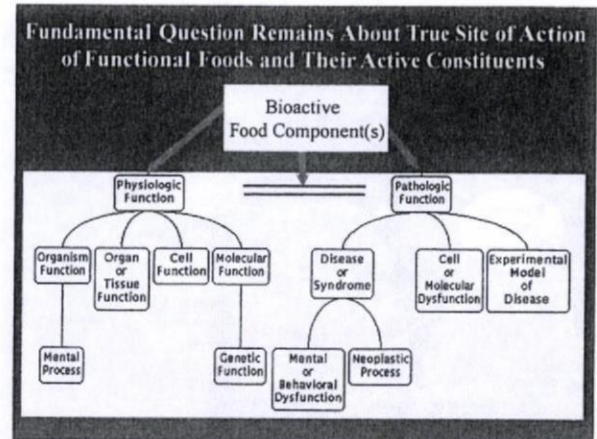 Fundamental Question Remains About True Site of Action
of Functional Foods and Their Active Constituents
Bioactive
Food Component(s)
Physiologic
Function
Pathologic
Function
Organism
Function
Organ
or
Tissue
Function
Cell
Function
Molecular
Function
Disease
or
Syndrome
Cell
or
Molecular
Dysfunction
Experimental
Model
of
Disease
Mental
Process
Genetic
Function
Mental
or
Behavioral
Dysfunction
Neoplastic
Process